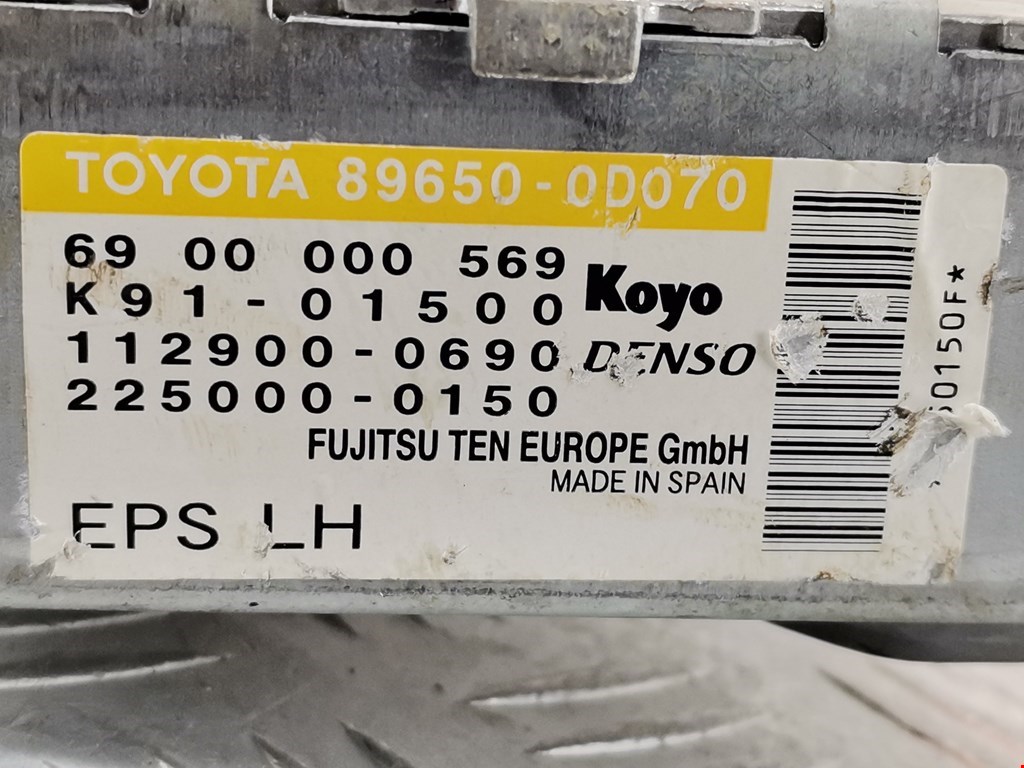 TOYOTA 89650-0D070
69 00 000 569
K91-01500
Koyo
112900-0690
DENSO
225000-0150
FUJITSU TEN EUROPE GmbH
MADE IN SPAIN
EPS LH
0150F*